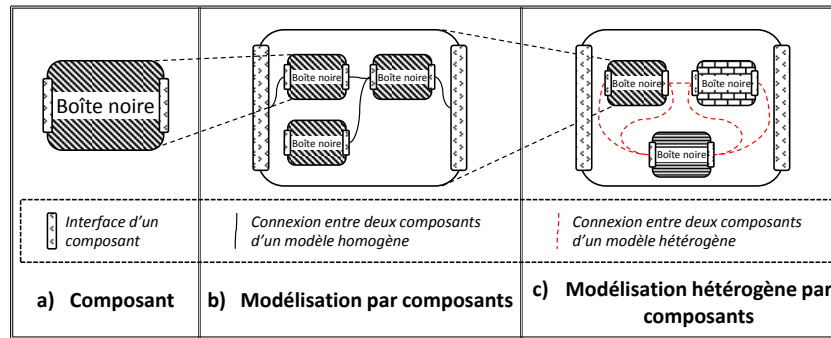 Boîte noire
Boîte noire
Boîte noire
Boîte noire
Boîte noire
Boîte noire
Boîte noire
Interface d'un
composant
Connexion entre deux composants
d'un modèle homogène
Connexion entre deux composants
d'un modèle hétérogène
a) Composant
b) Modélisation par composants
c) Modélisation hétérogène par
composants